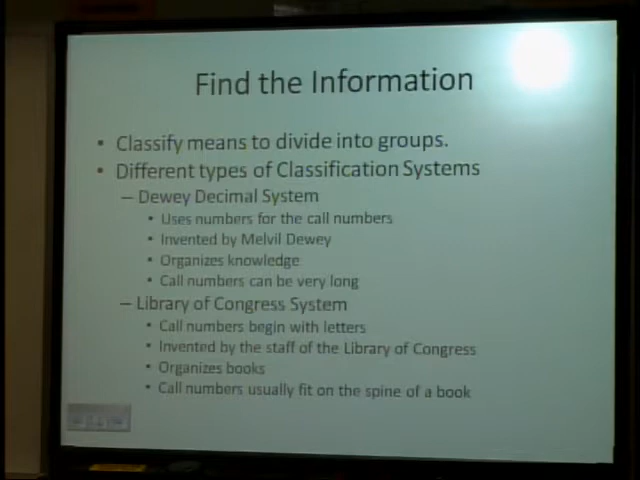 Find the Information
• Classify means to divide into groups.
• Different types of Classification Systems
– Dewey Decimal System
• Uses numbers for the call numbers
• Invented by Melvil Dewey
• Organizes knowledge
• Call numbers can be very long
– Library of Congress System
• Call numbers begin with letters
• Invented by the staff of the Library of Congress
• Organizes books
• Call numbers usually fit on the spine of a book